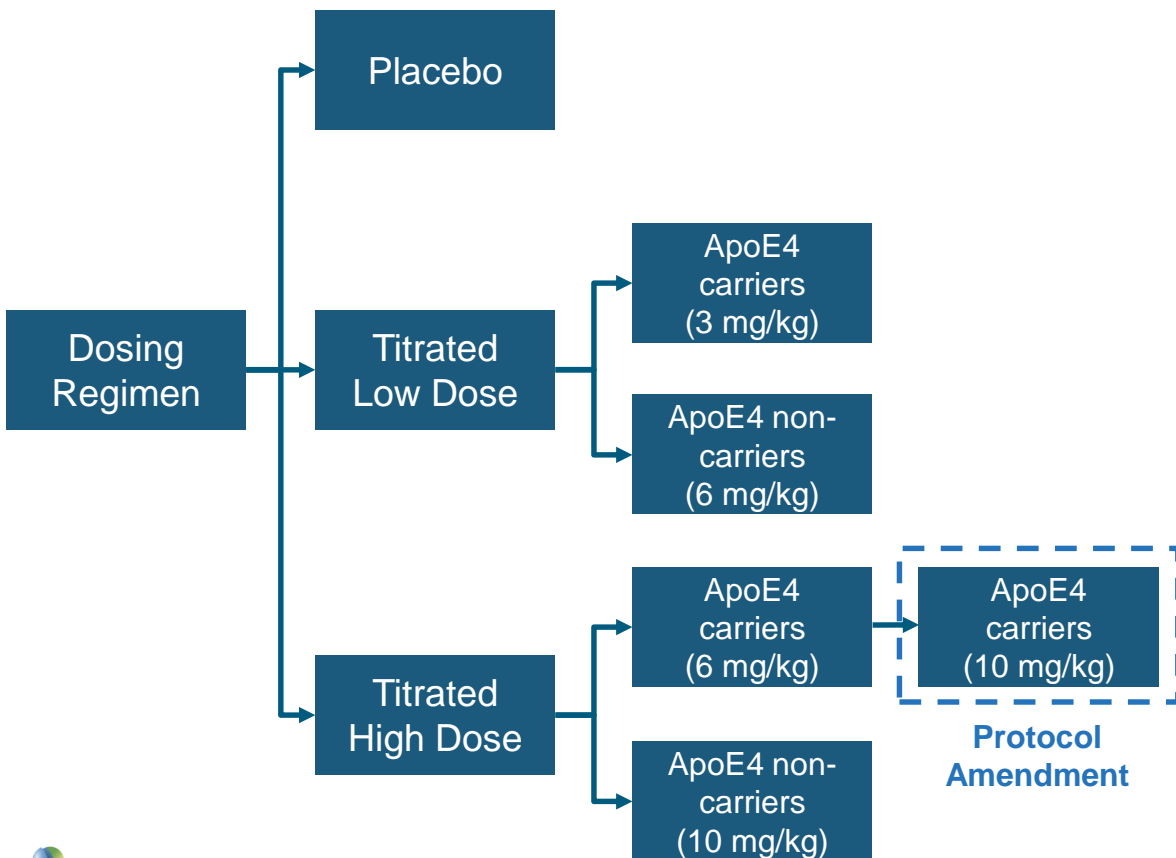 Placebo
Dosing
Regimen
Titrated
Low Dose
ApoE4
carriers
(3 mg/kg)
ApoE4 non-
carriers
(6 mg/kg)
Titrated
High Dose
ApoE4
carriers
(6 mg/kg)
ApoE4
carriers
(10 mg/kg)
Protocol
Amendment
ApoE4 non-
carriers
(10 mg/kg)